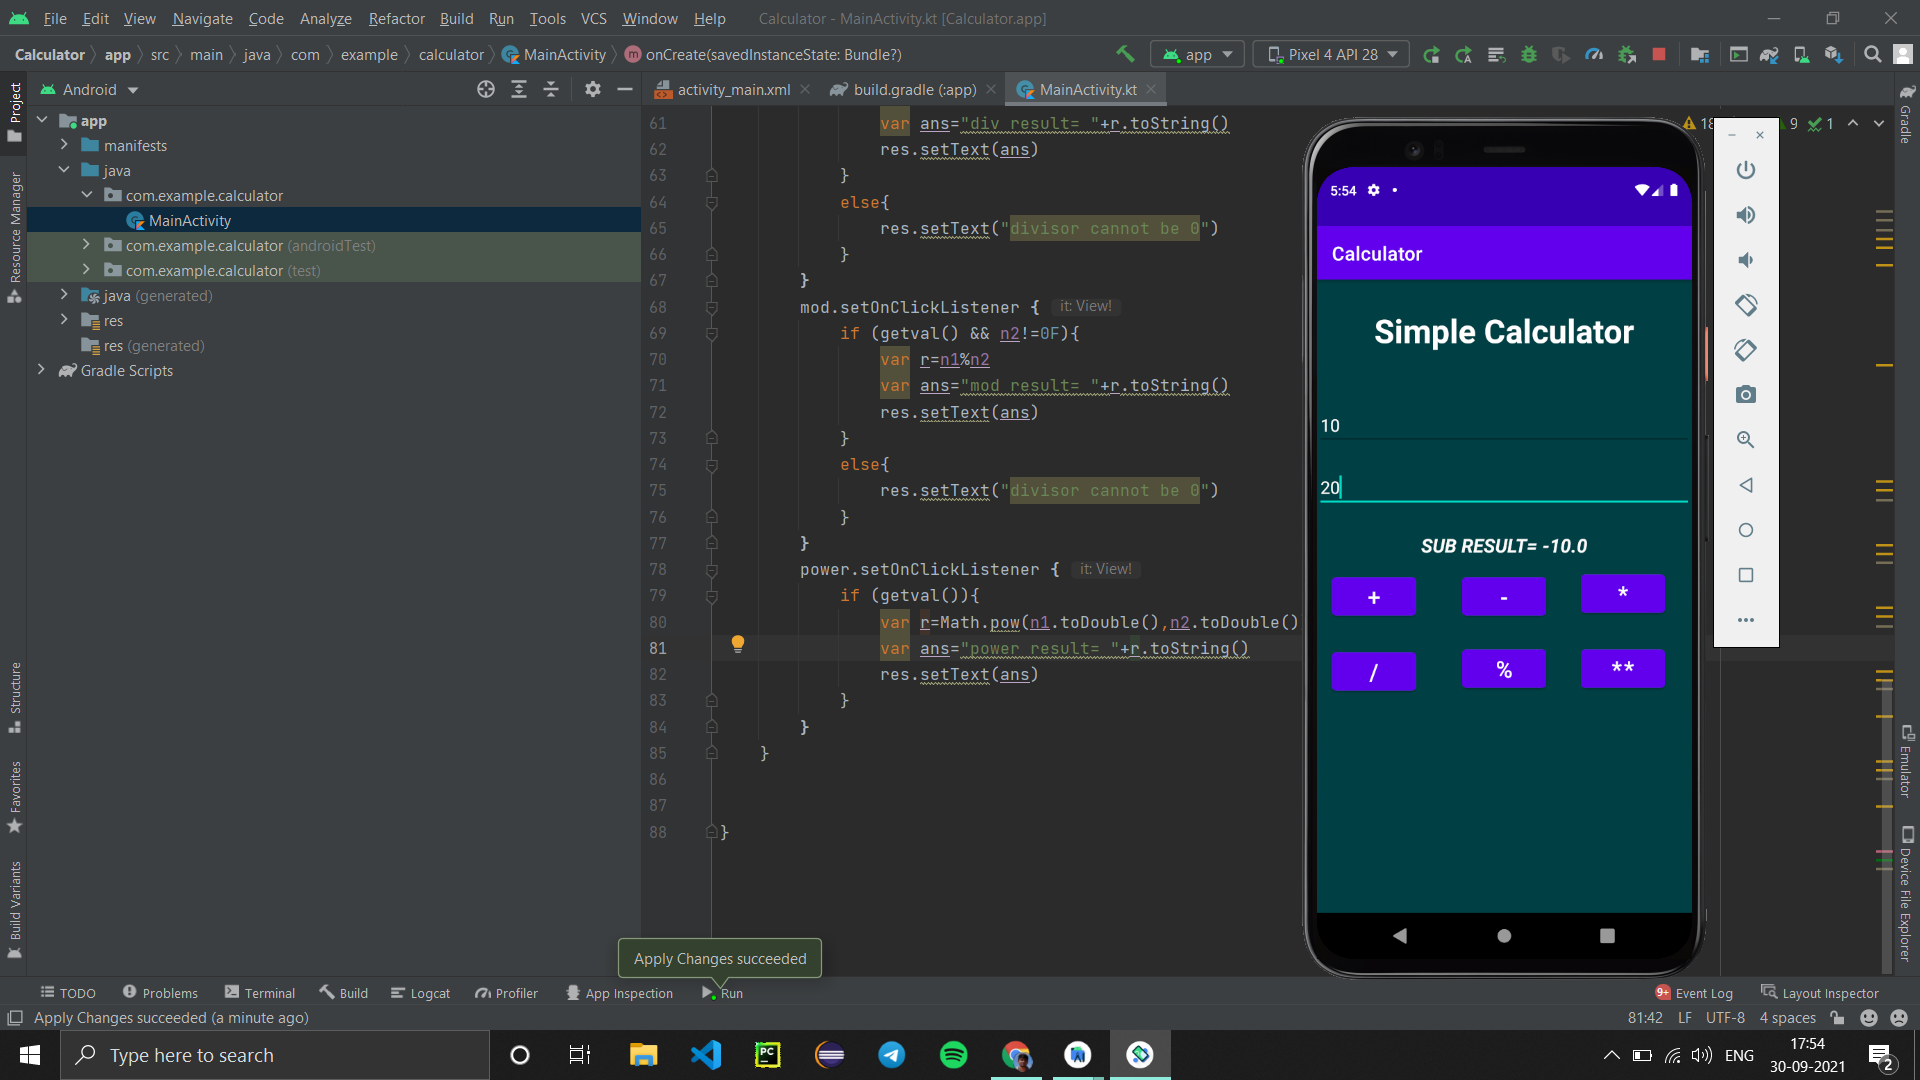 File Edit View Navigate Code Analyze Refactor Build Run Tools VCS Window Help Calculator - MainActivity.kt [Calculator.app]
Calculator app src main java com example calculator MainActivity onCreate(savedInstanceState: Bundle?) app Pixel 4 API 28
Android
activity_main.xml build.gradle (:app) MainActivity.kt
Project
Resource Manager
Structure
Favorites
Build Variants
app
manifests
java
com.example.calculator
MainActivity
com.example.calculator (androidTest)
com.example.calculator (test)
java (generated)
res
res (generated)
Gradle Scripts
61 var ans="div result= "+r.toString()
62 res.setText(ans)
63 }
64 else{
65 res.setText("divisor cannot be 0")
66 }
67 }
68 mod.setOnClickListener { it: View!
69 if (getval() && n2!=0F){
70 var r=n1%n2
71 var ans="mod result= "+r.toString()
72 res.setText(ans)
73 }
74 else{
75 res.setText("divisor cannot be 0")
76 }
77 }
78 power.setOnClickListener { it: View!
79 if (getval()){
80 var r=Math.pow(n1.toDouble(),n2.toDouble()
81 var ans="power result= "+r.toString()
82 res.setText(ans)
83 }
84 }
85 }
86
87
88 }
18 9 1
5:54
Calculator
Simple Calculator
10
20
SUB RESULT= -10.0
+ - *
/ % **
Gradle
Emulator
Device File Explorer
Apply Changes succeeded
TODO Problems Terminal Build Logcat Profiler App Inspection Run 9+ Event Log Layout Inspector
Apply Changes succeeded (a minute ago) 81:42 LF UTF-8 4 spaces
Type here to search
PC
ENG
17:54
30-09-2021
2